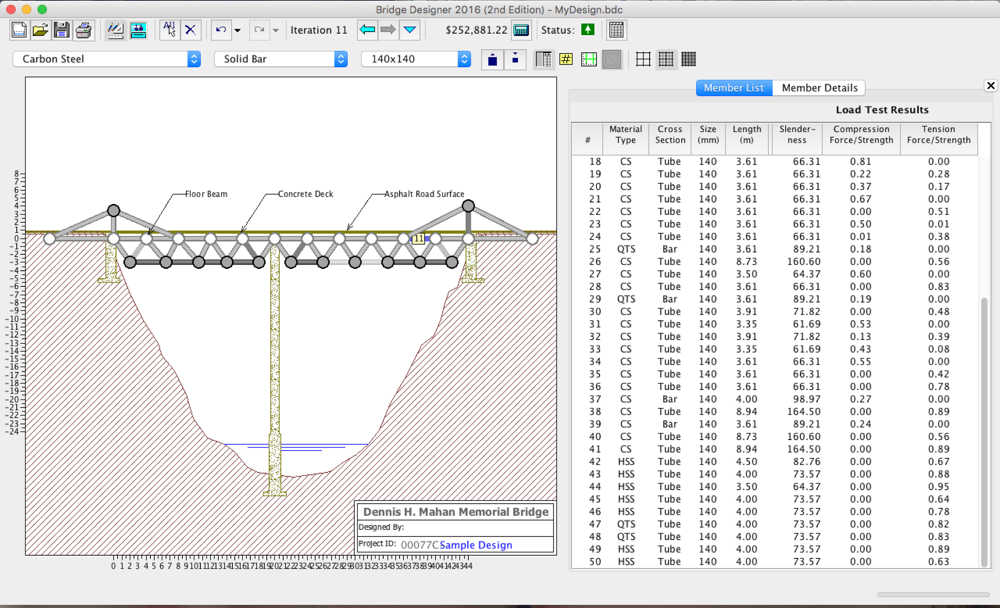 Bridge Designer 2016 (2nd Edition) - MyDesign.bdc
All Iteration 11 $252,881.22 Status:
Carbon Steel Solid Bar 140x140 #
Member List Member Details
Load Test Results
# Material Type Cross Section Size (mm) Length (m) Slender-ness Compression Force/Strength Tension Force/Strength
18 CS Tube 140 3.61 66.31 0.81 0.00
19 CS Tube 140 3.61 66.31 0.22 0.28
20 CS Tube 140 3.61 66.31 0.37 0.17
21 CS Tube 140 3.61 66.31 0.67 0.00
22 CS Tube 140 3.61 66.31 0.00 0.51
23 CS Tube 140 3.61 66.31 0.50 0.01
24 CS Tube 140 3.61 66.31 0.01 0.38
25 QTS Bar 140 3.61 89.21 0.18 0.00
26 CS Tube 140 8.73 160.60 0.00 0.56
27 CS Tube 140 3.50 64.37 0.60 0.00
28 CS Tube 140 3.61 66.31 0.00 0.83
29 QTS Bar 140 3.61 89.21 0.19 0.00
30 CS Tube 140 3.91 71.82 0.00 0.48
31 CS Tube 140 3.35 61.69 0.53 0.00
32 CS Tube 140 3.91 71.82 0.13 0.39
33 CS Tube 140 3.35 61.69 0.43 0.08
34 CS Tube 140 3.61 66.31 0.55 0.00
35 CS Tube 140 3.61 66.31 0.00 0.42
36 CS Tube 140 3.61 66.31 0.00 0.78
37 CS Bar 140 4.00 98.97 0.27 0.00
38 CS Tube 140 8.94 164.50 0.00 0.89
39 CS Bar 140 3.61 89.21 0.24 0.00
40 CS Tube 140 8.73 160.60 0.00 0.56
41 CS Tube 140 8.94 164.50 0.00 0.89
42 HSS Tube 140 4.50 82.76 0.00 0.67
43 HSS Tube 140 4.00 73.57 0.00 0.88
44 HSS Tube 140 3.50 64.37 0.00 0.95
45 HSS Tube 140 4.00 73.57 0.00 0.64
46 HSS Tube 140 4.00 73.57 0.00 0.78
47 QTS Tube 140 4.00 73.57 0.00 0.82
48 QTS Tube 140 4.00 73.57 0.00 0.83
49 HSS Tube 140 4.00 73.57 0.00 0.89
50 HSS Tube 140 4.00 73.57 0.00 0.63
Floor Beam Concrete Deck Asphalt Road Surface
11
8
7
6
5
4
3
2
1
0
-1
-2
-3
-4
-5
-6
-7
-8
-9
-10
-11
-12
-13
-14
-15
-16
-17
-18
-19
-20
-21
-22
-23
-24
Dennis H. Mahan Memorial Bridge
Designed By:
Project ID: 00077C Sample Design
0 1 2 3 4 5 6 7 8 9 10 11 12 13 14 15 16 17 18 19 20 21 22 23 24 25 26 27 28 29 30 31 32 33 34 35 36 37 38 39 40 41 42 43 44